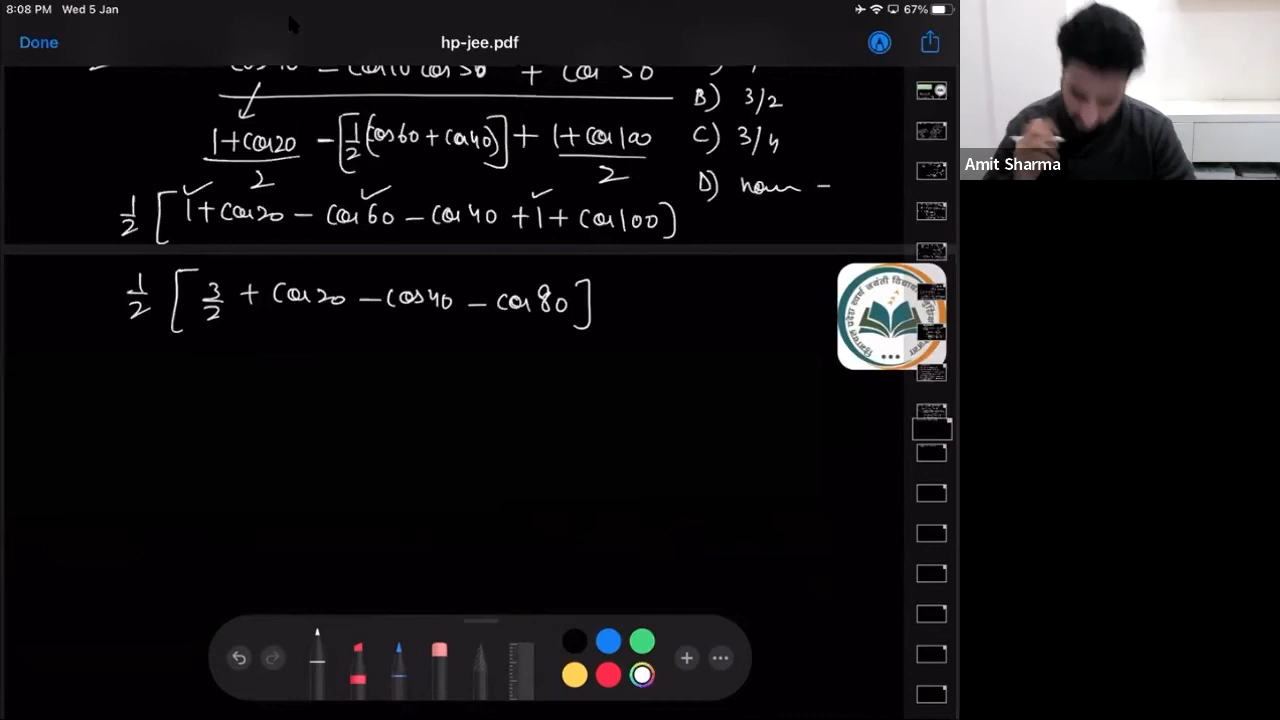 8:08 PM Wed 5 Jan
67%
Done
hp-jee.pdf
B) 3/2
1+cos20/2 − [1/2(cos60 + cos40)] + 1+cos100/2
C) 3/4
D)
1/2 [1+cos20 − cos60 − cos40 + 1 + cos100]
1/2 [3/2 + cos20 − cos40 − cos80]
Amit Sharma